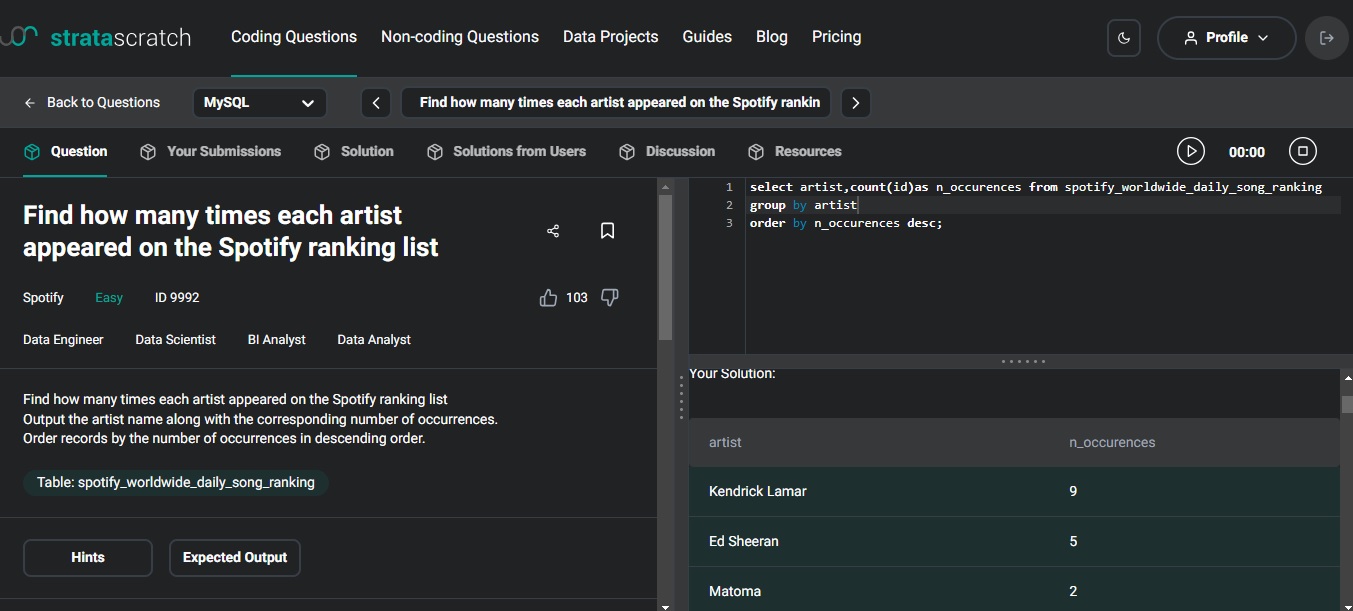 stratascratch
Coding Questions
Non-coding Questions
Data Projects
Guides
Blog
Pricing
Profile
Back to Questions
MySQL
Find how many times each artist appeared on the Spotify rankin
Question
Your Submissions
Solution
Solutions from Users
Discussion
Resources
00:00
Find how many times each artist
appeared on the Spotify ranking list
Spotify
Easy
ID 9992
103
Data Engineer
Data Scientist
BI Analyst
Data Analyst
Find how many times each artist appeared on the Spotify ranking list
Output the artist name along with the corresponding number of occurrences.
Order records by the number of occurrences in descending order.
Table: spotify_worldwide_daily_song_ranking
Hints
Expected Output
1 select artist,count(id)as n_occurences from spotify_worldwide_daily_song_ranking
2 group by artist
3 order by n_occurences desc;
Your Solution:
artist n_occurences
Kendrick Lamar 9
Ed Sheeran 5
Matoma 2